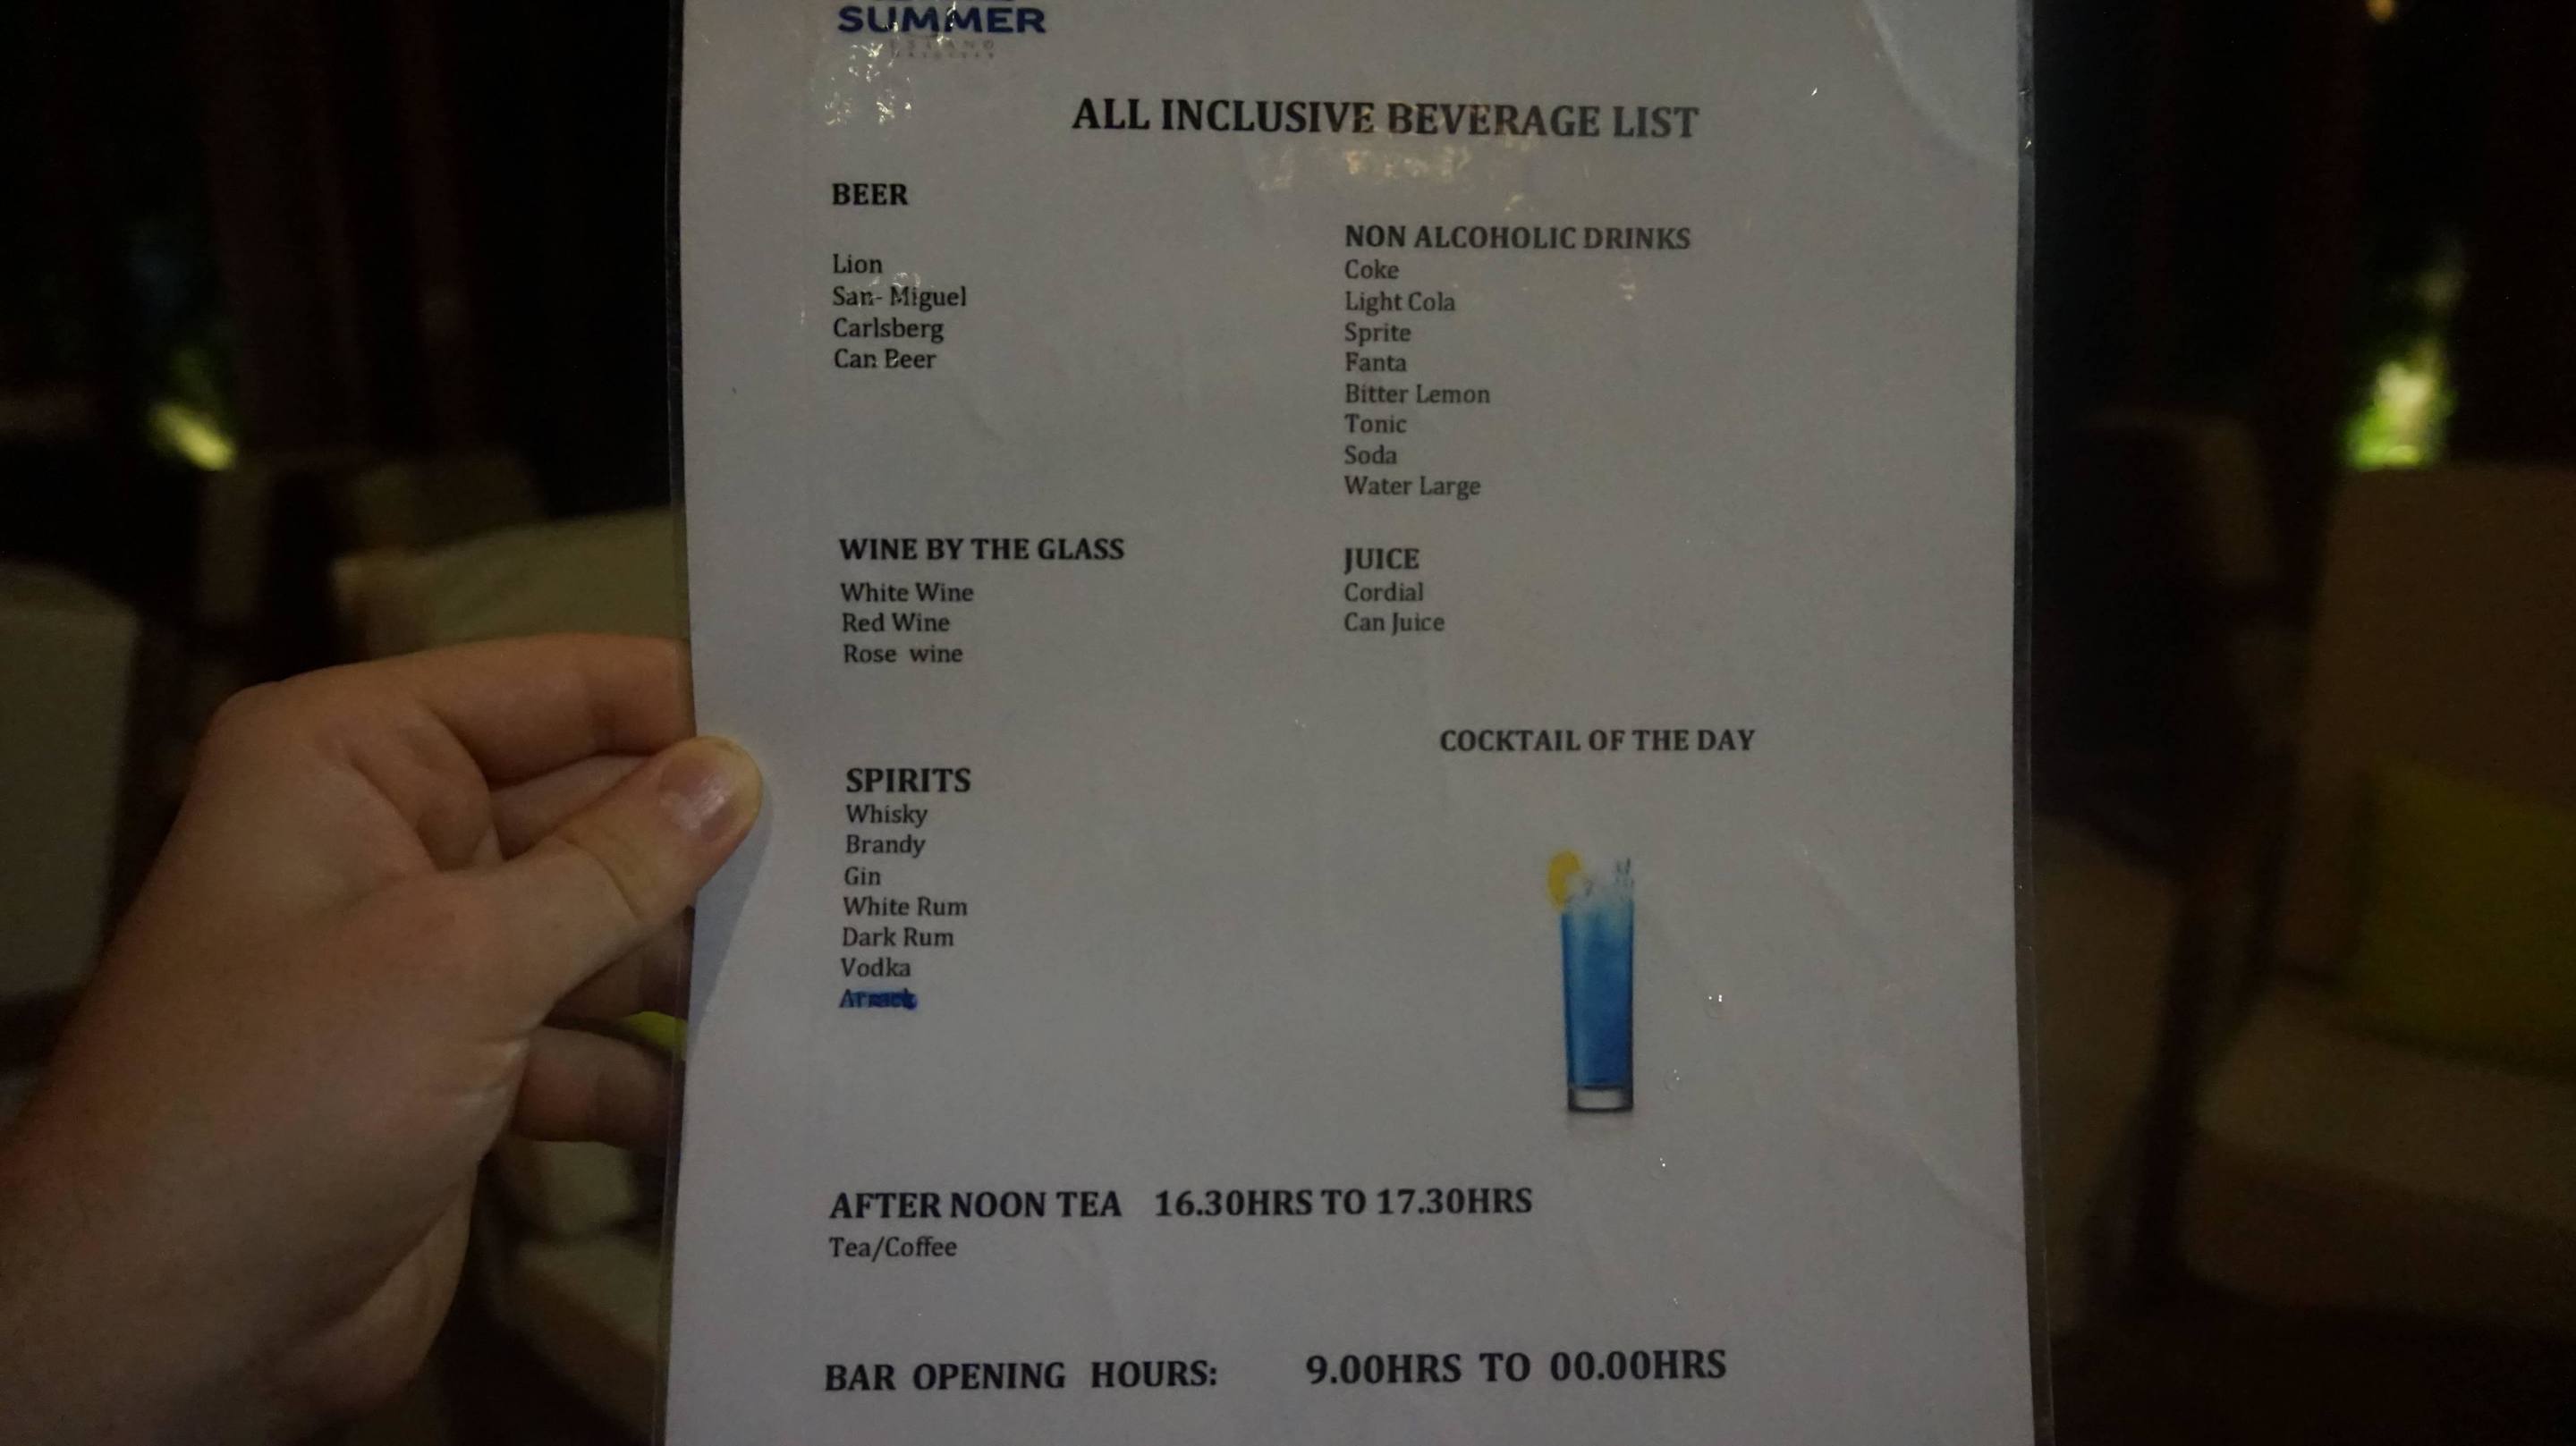 SUMMER
ISLAND
ALL INCLUSIVE BEVERAGE LIST
BEER
Lion
San- Miguel
Carlsberg
Can Beer
NON ALCOHOLIC DRINKS
Coke
Light Cola
Sprite
Fanta
Bitter Lemon
Tonic
Soda
Water Large
WINE BY THE GLASS
White Wine
Red Wine
Rose wine
JUICE
Cordial
Can Juice
SPIRITS
Whisky
Brandy
Gin
White Rum
Dark Rum
Vodka
COCKTAIL OF THE DAY
AFTER NOON TEA 16.30HRS TO 17.30HRS
Tea/Coffee
BAR OPENING HOURS: 9.00HRS TO 00.00HRS